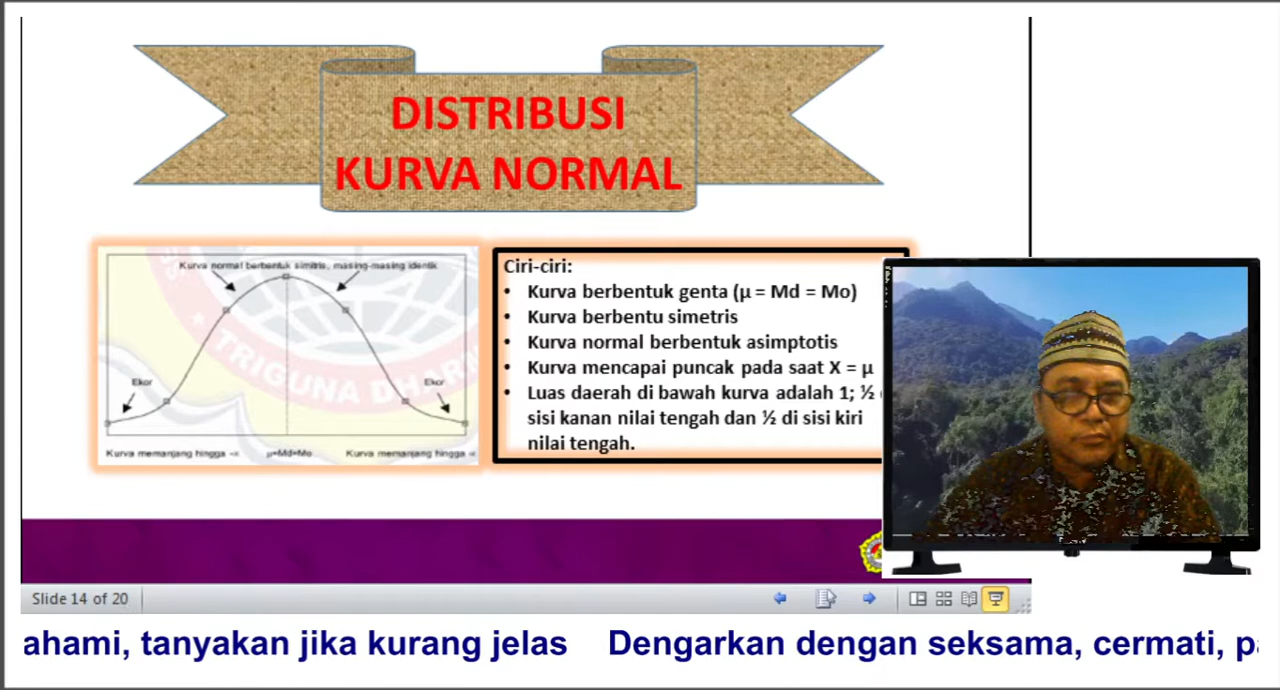 DISTRIBUSI
KURVA NORMAL
Kurva normal berbentuk simitris, masing-masing identik
Ekor
Ekor
Kurva memanjang hingga -∝
µ=Md=Mo
Kurva memanjang hingga ∝
TRIGUNA DHAR
Ciri-ciri:
• Kurva berbentuk genta (µ = Md = Mo)
• Kurva berbentu simetris
• Kurva normal berbentuk asimptotis
• Kurva mencapai puncak pada saat X = µ
• Luas daerah di bawah kurva adalah 1; ½
sisi kanan nilai tengah dan ½ di sisi kiri
nilai tengah.
Slide 14 of 20
ahami, tanyakan jika kurang jelas Dengarkan dengan seksama, cermati,